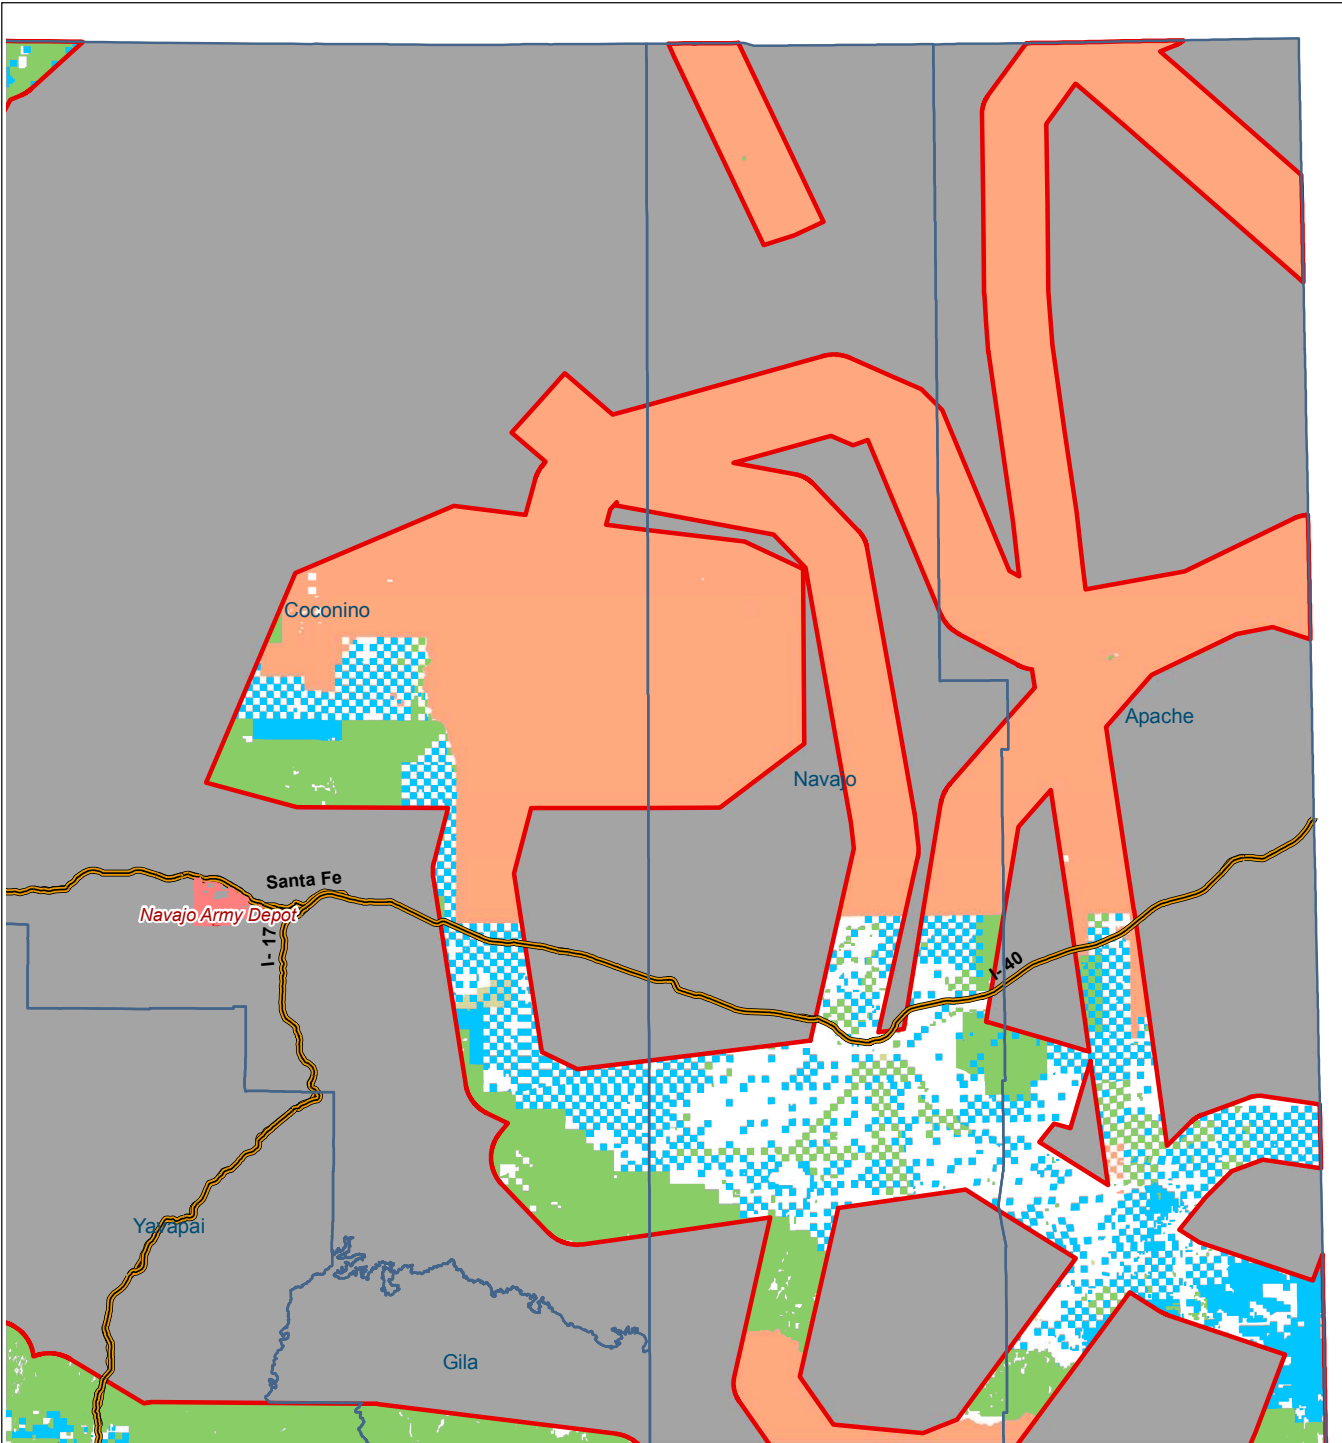 Coconino
Apache
Navajo
Santa Fe
Navajo Army Depot
I- 17
I- 40
Yavapai
Gila